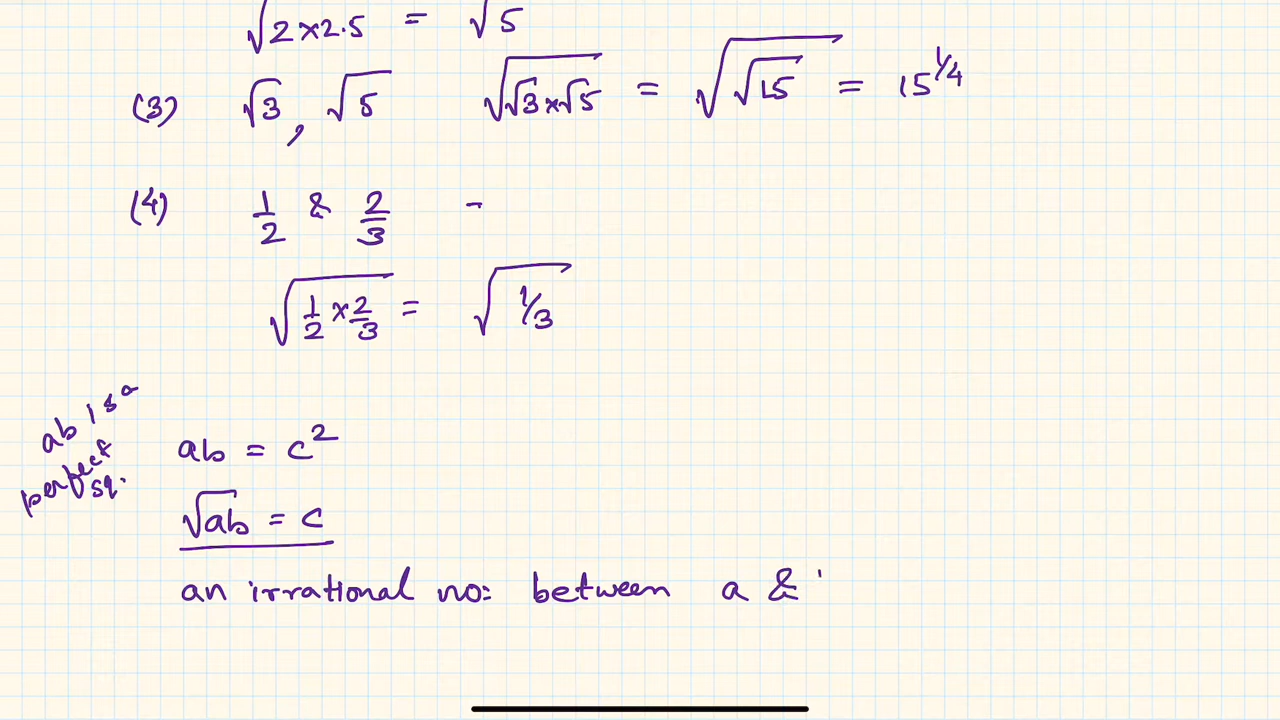 √2×2.5 = √5
(3) √3, √5 √(√3×√5) = √(√15) = 15^1/4
(4) 1/2 & 2/3 -
√(1/2 × 2/3) = √(1/3)
ab is a
perfect
sq.
ab = c²
√ab = c
an irrational no: between a &